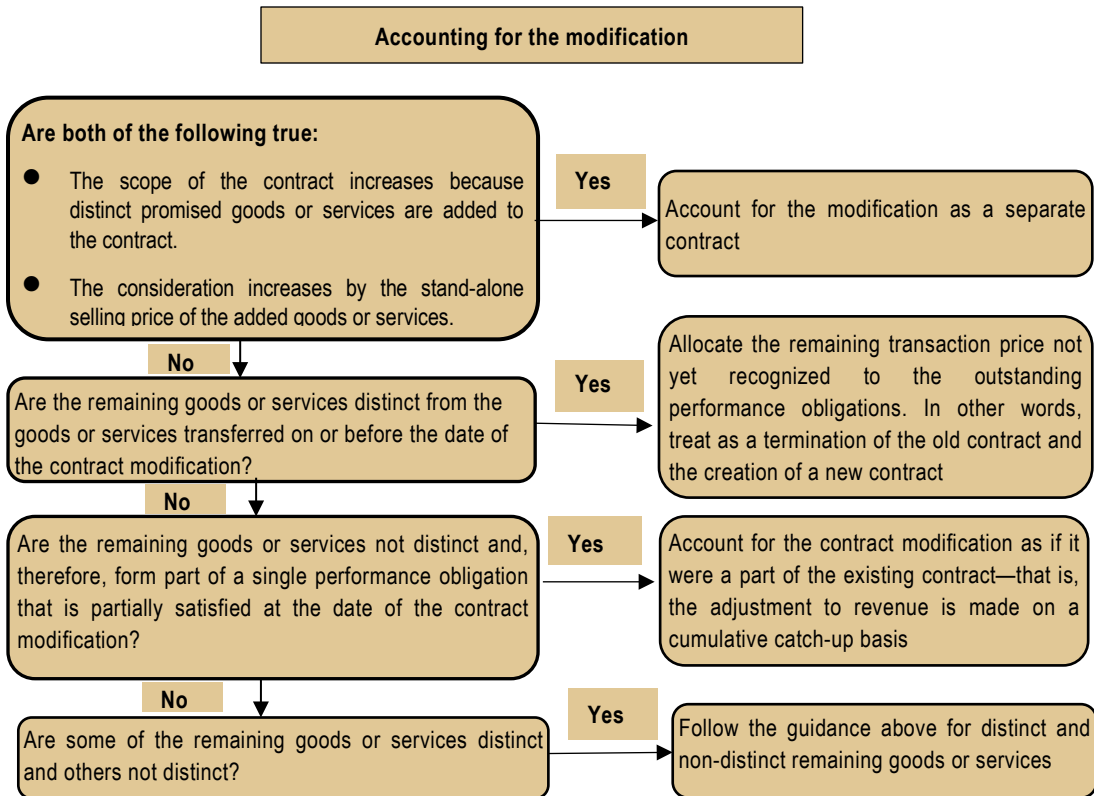 Accounting for the modification
Are both of the following true:
● The scope of the contract increases because
distinct promised goods or services are added to
the contract.
● The consideration increases by the stand-alone
selling price of the added goods or services.
Yes
Account for the modification as a separate
contract
No
Are the remaining goods or services distinct from the
goods or services transferred on or before the date of
the contract modification?
Yes
Allocate the remaining transaction price not
yet recognized to the outstanding
performance obligations. In other words,
treat as a termination of the old contract and
the creation of a new contract
No
Are the remaining goods or services not distinct and,
therefore, form part of a single performance obligation
that is partially satisfied at the date of the contract
modification?
Yes
Account for the contract modification as if it
were a part of the existing contract—that is,
the adjustment to revenue is made on a
cumulative catch-up basis
No
Are some of the remaining goods or services distinct
and others not distinct?
Yes
Follow the guidance above for distinct and
non-distinct remaining goods or services